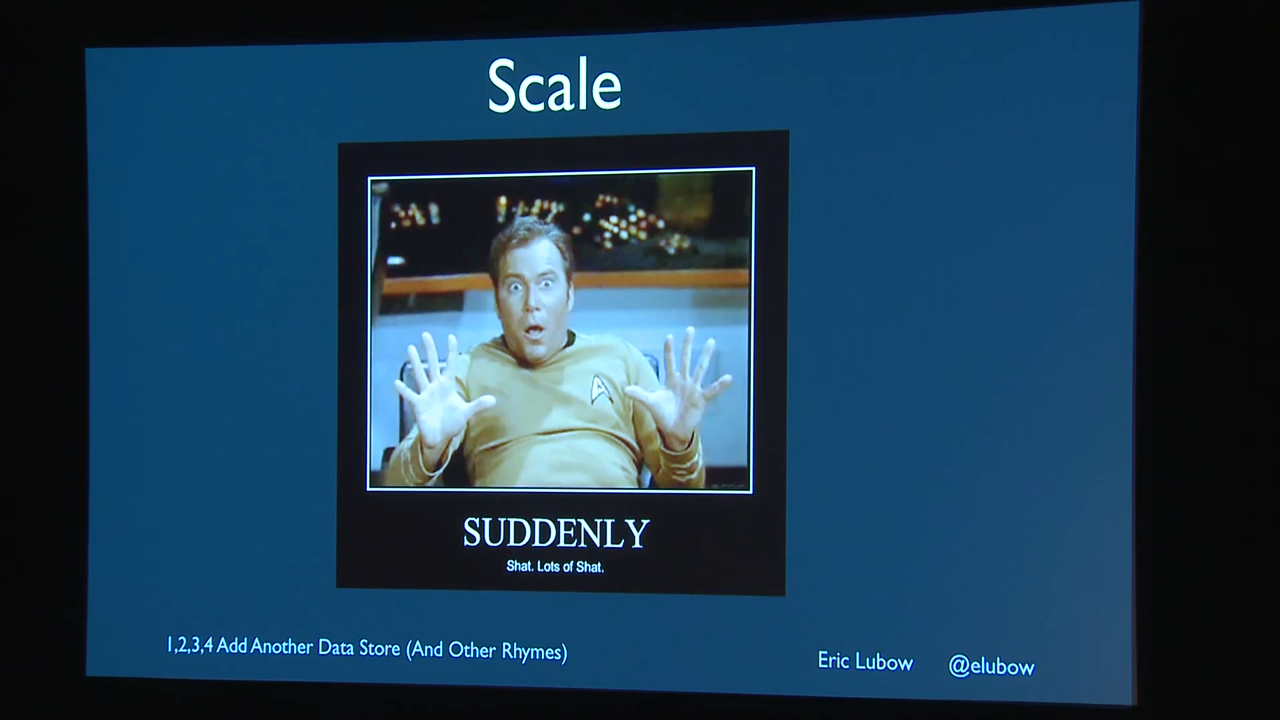 Scale
SUDDENLY
Shat. Lots of Shat.
1,2,3,4 Add Another Data Store (And Other Rhymes)
Eric Lubow @elubow